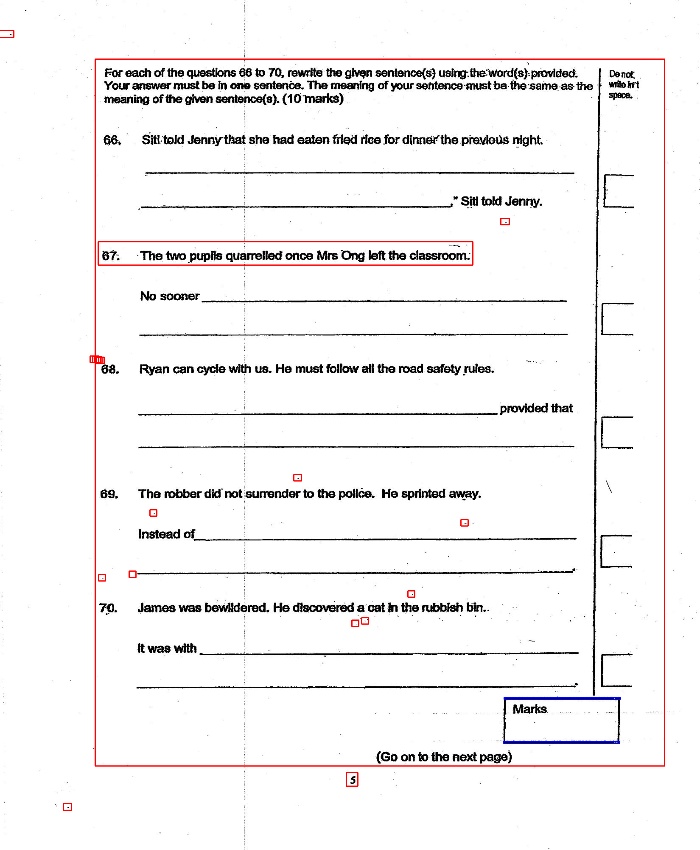 For each of the questions 66 to 70, rewrite the given sentence(s) using the word(s) provided.
Your answer must be in one sentence. The meaning of your sentence must be the same as the
meaning of the given sentence(s). (10 marks)
Do not
write in t
space.
66. Siti told Jenny that she had eaten fried rice for dinner the previous night.
," Siti told Jenny.
67. The two pupils quarrelled once Mrs Ong left the classroom.
No sooner
68. Ryan can cycle with us. He must follow all the road safety rules.
provided that
69. The robber did not surrender to the police. He sprinted away.
Instead of
.
70. James was bewildered. He discovered a cat in the rubbish bin.
It was with
.
Marks
(Go on to the next page)
5